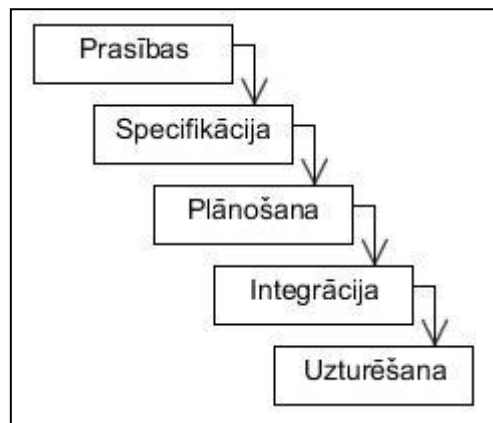 Prasības
Specifikācija
Plānošana
Integrācija
Uzturēšana